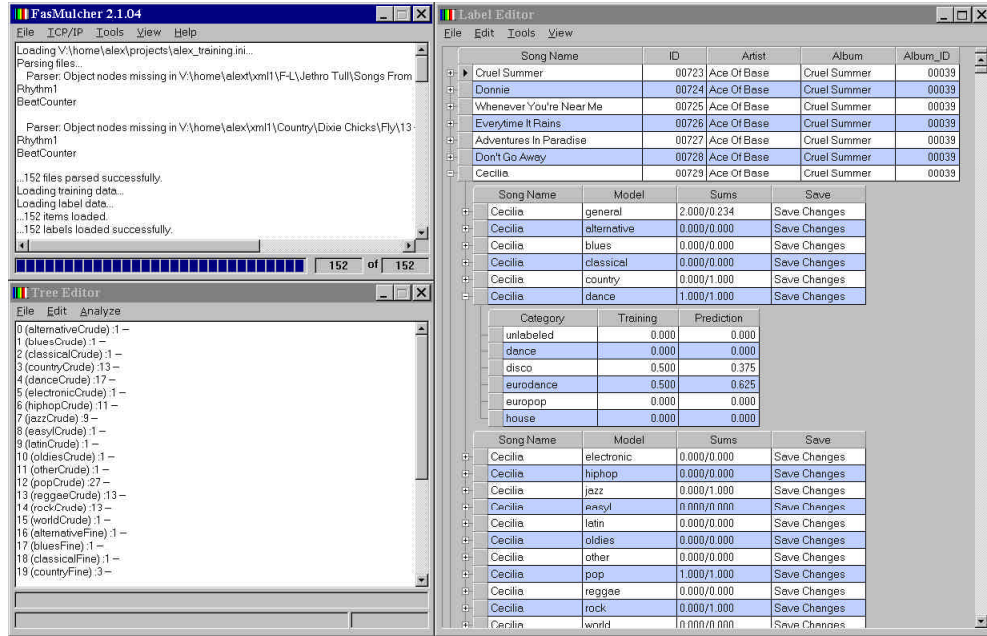 FasMulcher 2.1.04
File TCP/IP Tools View Help
Loading V:\home\alex\projects\alex_training.ini...
Parsing files...
Parser: Object nodes missing in V:\home\alext\xml1\F-L\Jethro Tull\Songs From
Rhythm1
BeatCounter
Parser: Object nodes missing in V:\home\alex\xml1\Country\Dixie Chicks\Fly\13
Rhythm1
BeatCounter
...152 files parsed successfully.
Loading training data...
Loading label data...
...152 items loaded.
...152 labels loaded successfully.
152 of 152
Tree Editor
File Edit Analyze
0 (alternativeCrude) :1 –
1 (bluesCrude) :1 –
2 (classicalCrude) :1 –
3 (countryCrude) :13 –
4 (danceCrude) :17 –
5 (electronicCrude) :1 –
6 (hiphopCrude) :11 –
7 (jazzCrude) :9 –
8 (easylCrude) :1 –
9 (latinCrude) :1 –
10 (oldiesCrude) :1 –
11 (otherCrude) :1 –
12 (popCrude) :27 –
13 (reggaeCrude) :13 –
14 (rockCrude) :13 –
15 (worldCrude) :1 –
16 (alternativeFine) :1 –
17 (bluesFine) :1 –
18 (classicalFine) :1 –
19 (countryFine) :3 –
Label Editor
File Edit Tools View
Song Name ID Artist Album Album_ID
Cruel Summer 00723 Ace Of Base Cruel Summer 00039
Donnie 00724 Ace Of Base Cruel Summer 00039
Whenever You're Near Me 00725 Ace Of Base Cruel Summer 00039
Everytime It Rains 00726 Ace Of Base Cruel Summer 00039
Adventures In Paradise 00727 Ace Of Base Cruel Summer 00039
Don't Go Away 00728 Ace Of Base Cruel Summer 00039
Cecilia 00729 Ace Of Base Cruel Summer 00039
Song Name Model Sums Save
Cecilia general 2.000/0.234 Save Changes
Cecilia alternative 0.000/0.000 Save Changes
Cecilia blues 0.000/0.000 Save Changes
Cecilia classical 0.000/0.000 Save Changes
Cecilia country 0.000/1.000 Save Changes
Cecilia dance 1.000/1.000 Save Changes
Category Training Prediction
unlabeled 0.000 0.000
dance 0.000 0.000
disco 0.500 0.375
eurodance 0.500 0.625
europop 0.000 0.000
house 0.000 0.000
Song Name Model Sums Save
Cecilia electronic 0.000/0.000 Save Changes
Cecilia hiphop 0.000/1.000 Save Changes
Cecilia jazz 0.000/1.000 Save Changes
Cecilia easyl 0.000/0.000 Save Changes
Cecilia latin 0.000/0.000 Save Changes
Cecilia oldies 0.000/0.000 Save Changes
Cecilia other 0.000/0.000 Save Changes
Cecilia pop 1.000/1.000 Save Changes
Cecilia reggae 0.000/0.000 Save Changes
Cecilia rock 0.000/1.000 Save Changes
Cecilia world 0.000/0.000 Save Changes